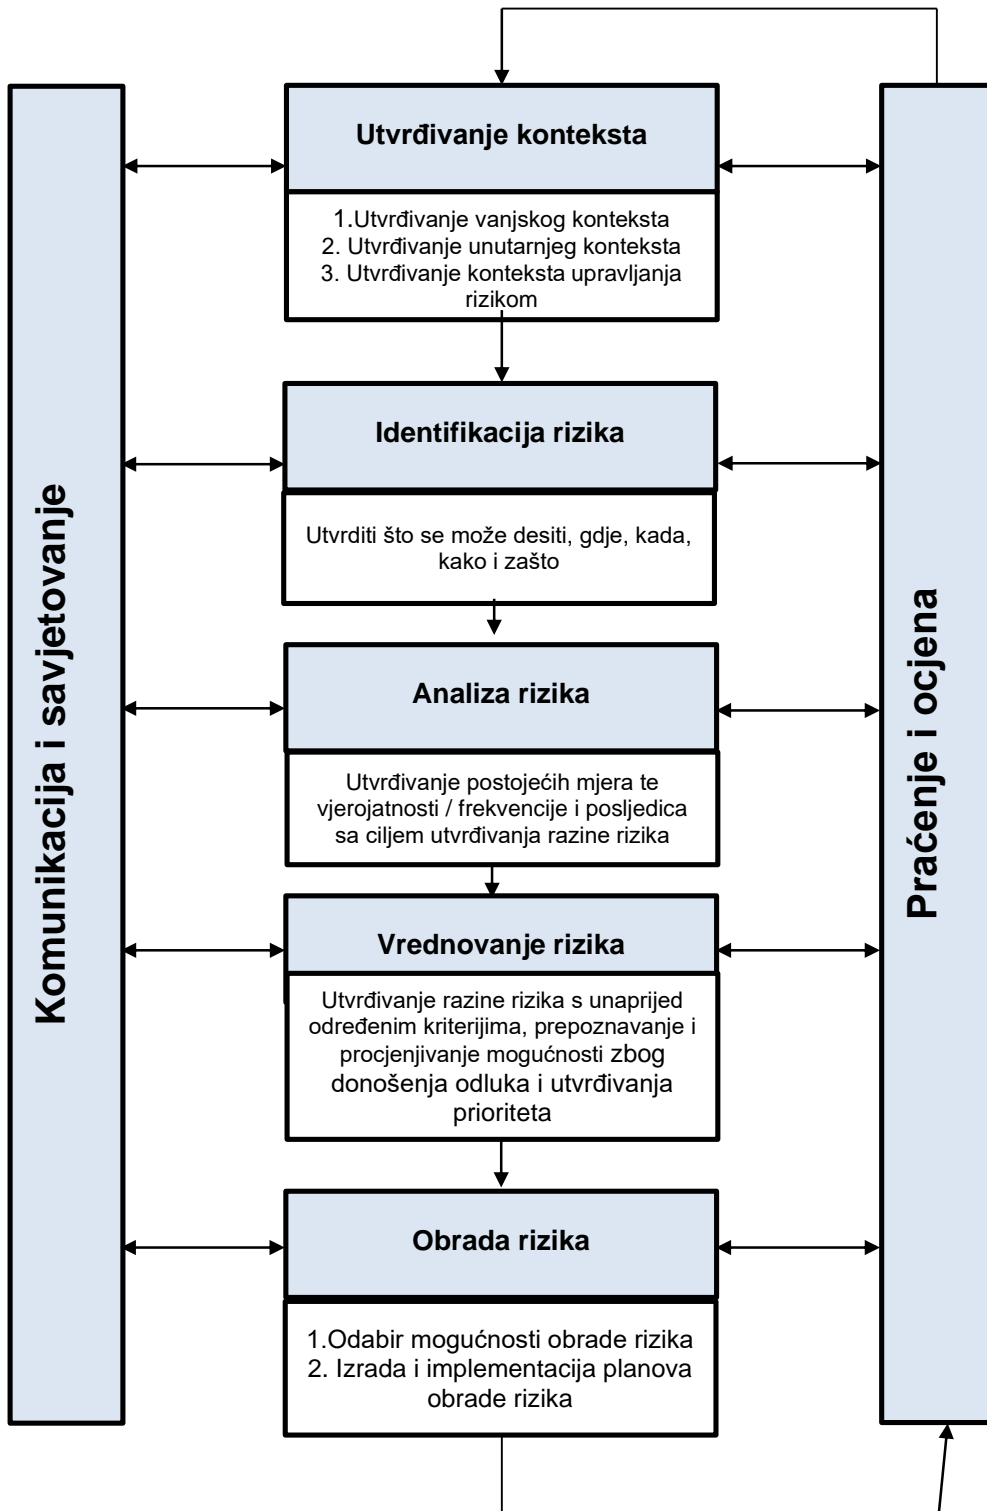 Komunikacija i savjetovanje
Utvrđivanje konteksta
1.Utvrđivanje vanjskog konteksta
2. Utvrđivanje unutarnjeg konteksta
3. Utvrđivanje konteksta upravljanja
rizikom
Identifikacija rizika
Utvrditi što se može desiti, gdje, kada,
kako i zašto
Analiza rizika
Utvrđivanje postojećih mjera te
vjerojatnosti / frekvencije i posljedica
sa ciljem utvrđivanja razine rizika
Vrednovanje rizika
Utvrđivanje razine rizika s unaprijed
određenim kriterijima, prepoznavanje i
procjenjivanje mogućnosti zbog
donošenja odluka i utvrđivanja
prioriteta
Obrada rizika
1.Odabir mogućnosti obrade rizika
2. Izrada i implementacija planova
obrade rizika
Praćenje i ocjena